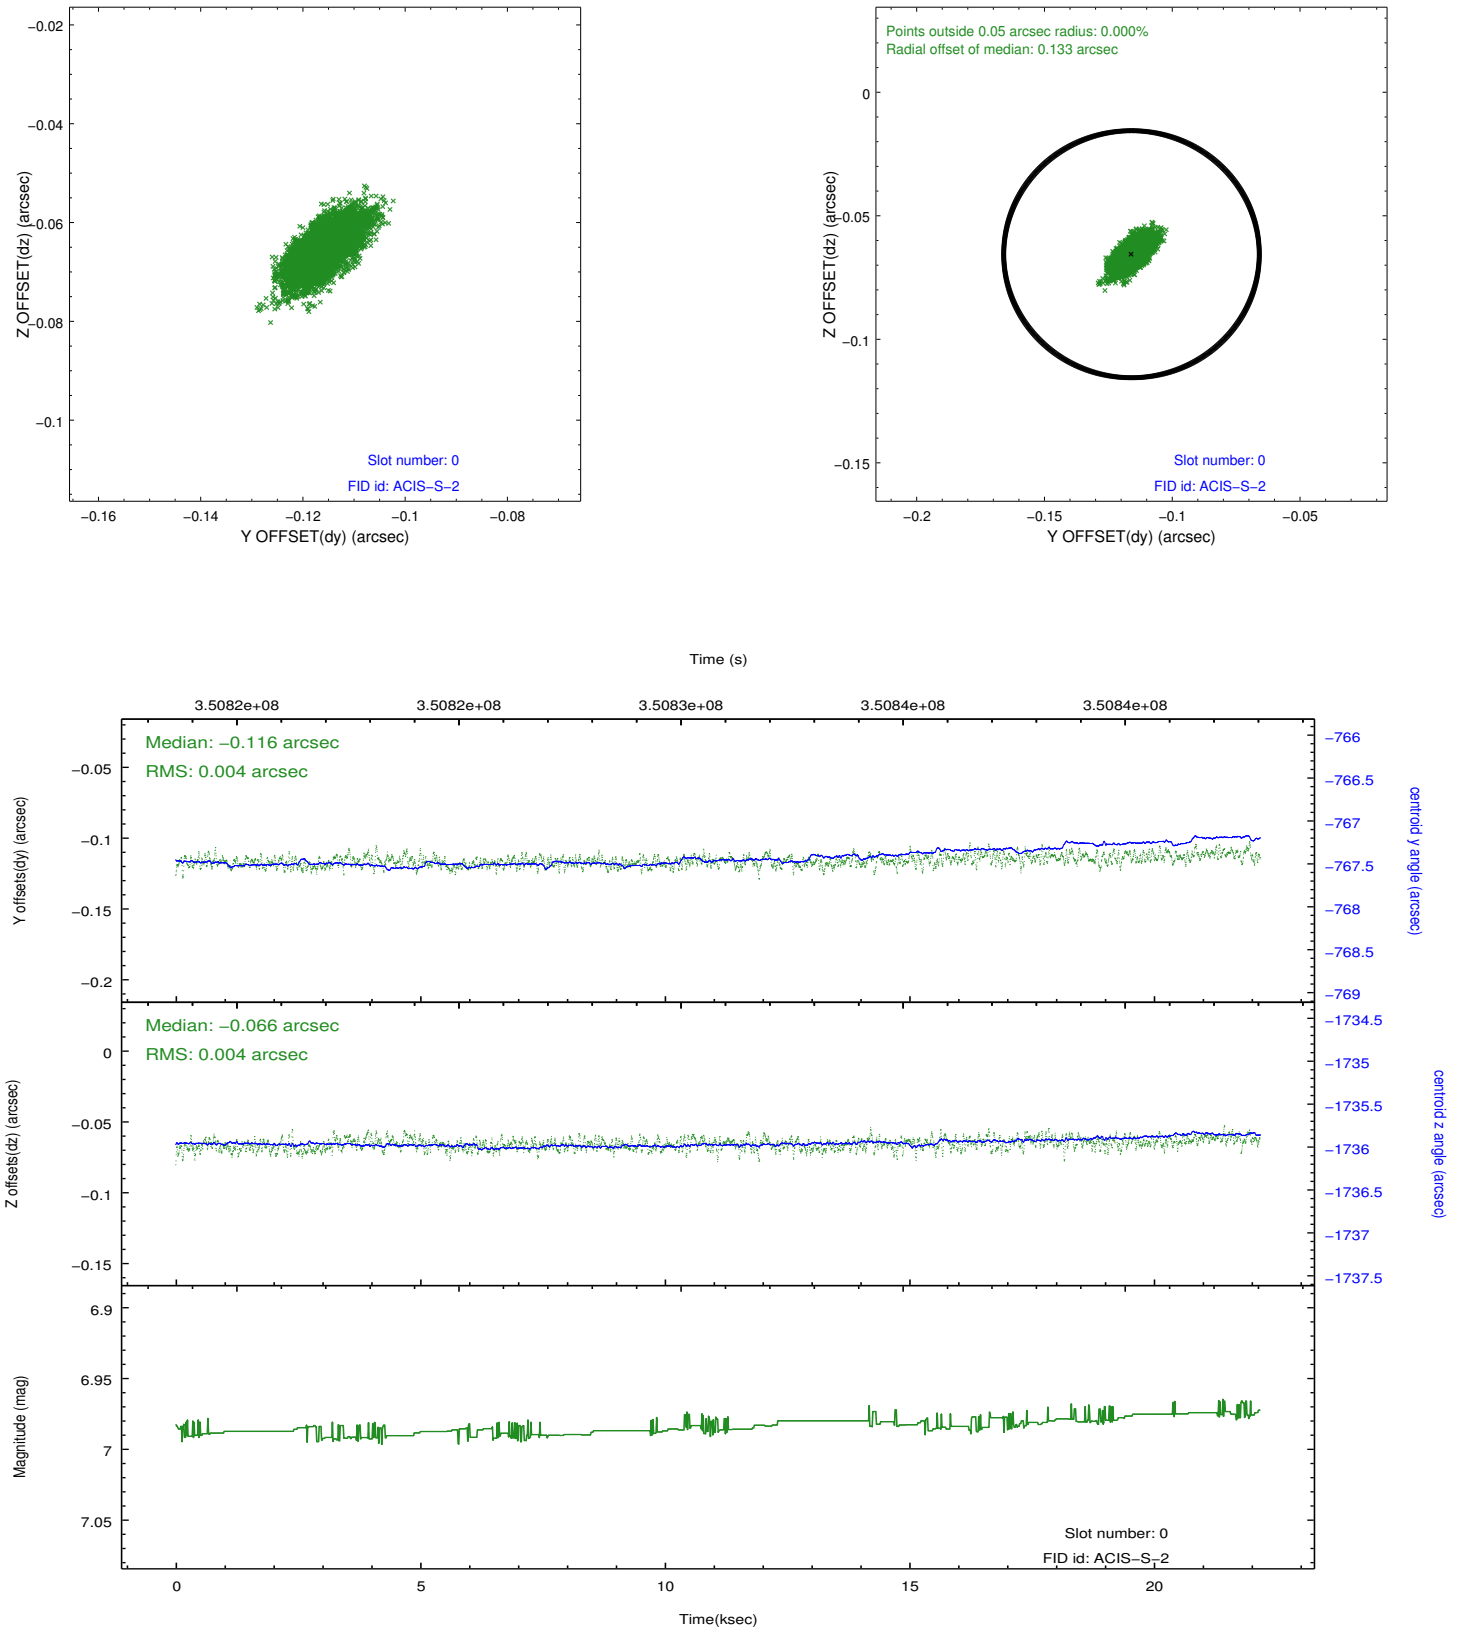 −0.02
−0.04
−0.06
−0.08
−0.1
Z OFFSET(dz) (arcsec)
Slot number: 0
FID id: ACIS−S−2
−0.16
−0.14
−0.12
−0.1
−0.08
Y OFFSET(dy) (arcsec)
Points outside 0.05 arcsec radius: 0.000%
Radial offset of median: 0.133 arcsec
0
−0.05
−0.1
−0.15
Z OFFSET(dz) (arcsec)
Slot number: 0
FID id: ACIS−S−2
−0.2
−0.15
−0.1
−0.05
Y OFFSET(dy) (arcsec)
Time (s)
3.5082e+08
3.5082e+08
3.5083e+08
3.5084e+08
3.5084e+08
Median: −0.116 arcsec
RMS: 0.004 arcsec
−0.05
−0.1
−0.15
−0.2
Y offsets(dy) (arcsec)
−766
−766.5
−767
−767.5
−768
−768.5
−769
centroid y angle (arcsec)
Median: −0.066 arcsec
RMS: 0.004 arcsec
0
−0.05
−0.1
−0.15
Z offsets(dz) (arcsec)
−1734.5
−1735
−1735.5
−1736
−1736.5
−1737
−1737.5
centroid z angle (arcsec)
6.9
6.95
7
7.05
Magnitude (mag)
Slot number: 0
FID id: ACIS−S−2
0
5
10
15
20
Time(ksec)